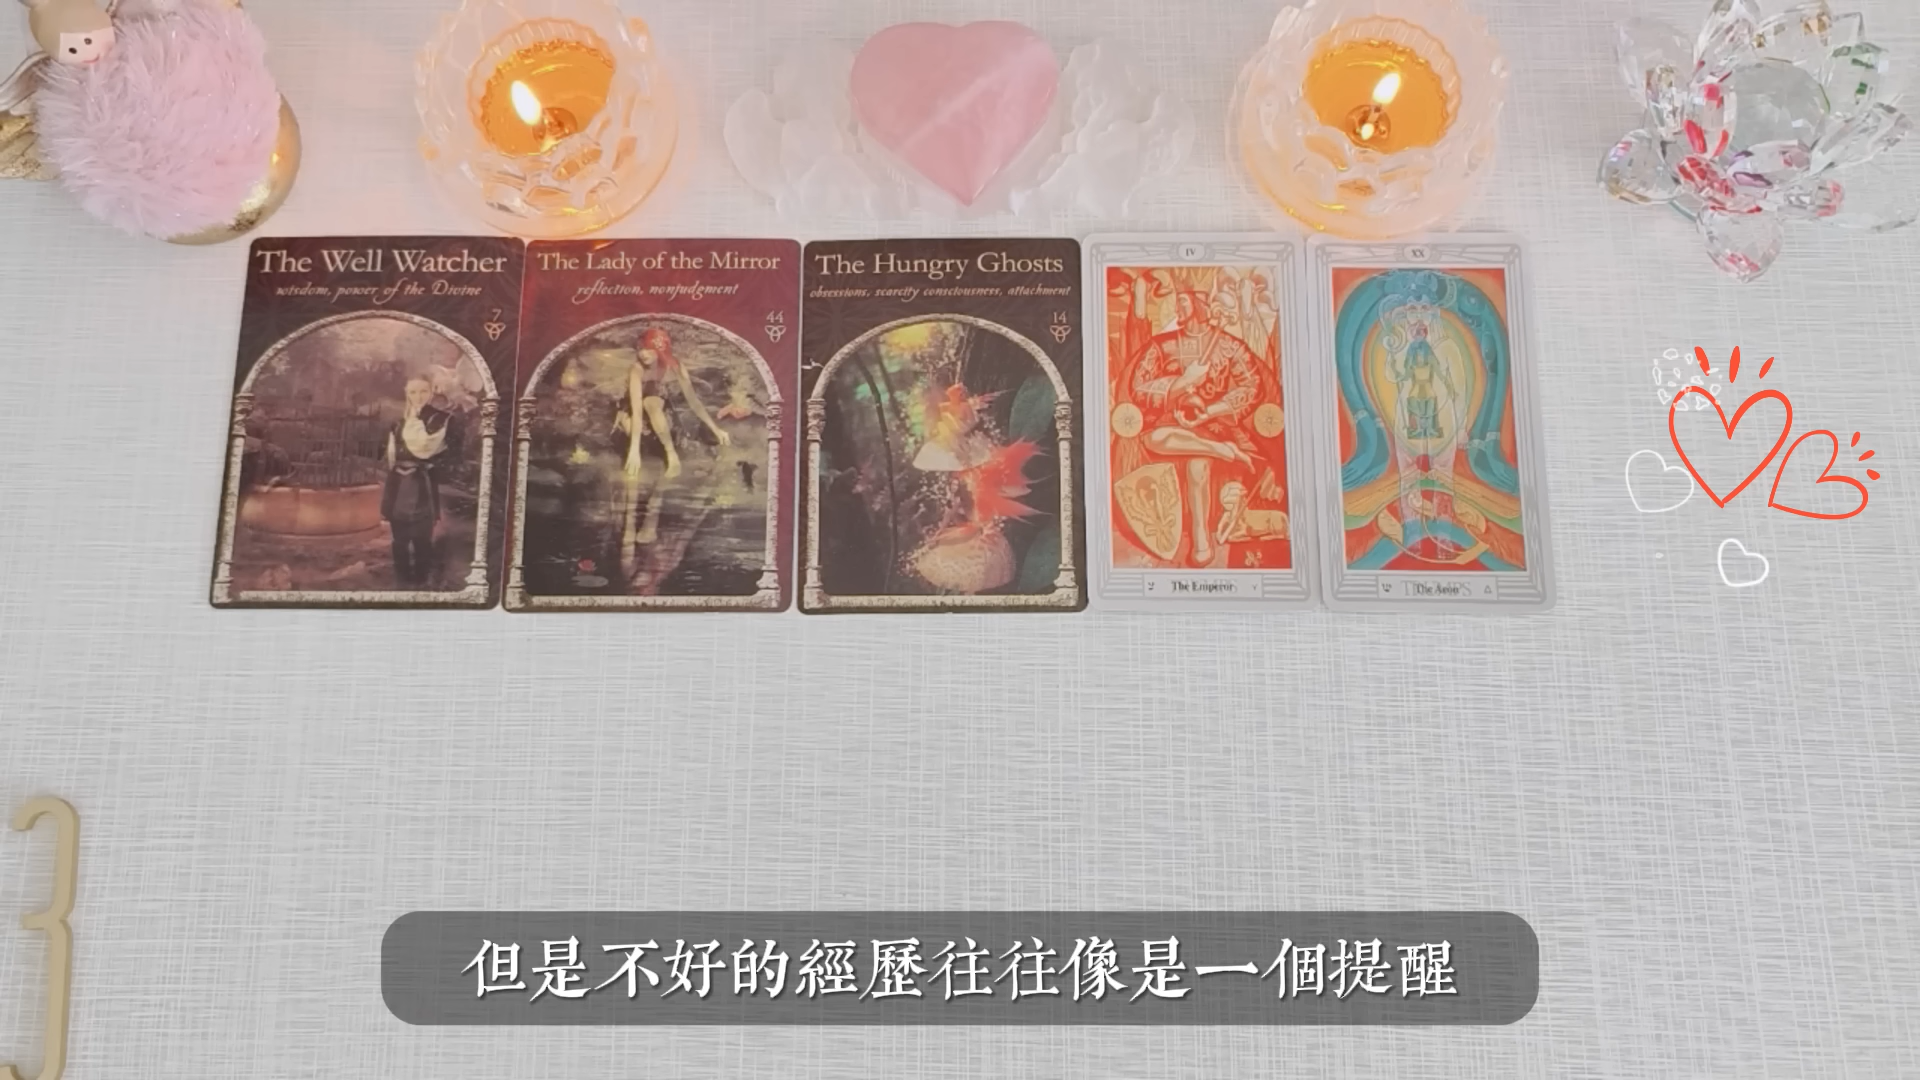 The Well Watcher
wisdom, power of the Divine
7
The Lady of the Mirror
reflection, nonjudgment
44
The Hungry Ghosts
obsessions, scarcity consciousness, attachment
14
IV
The Emperor
XX
The Aeon
3
但是不好的經歷往往像是一個提醒